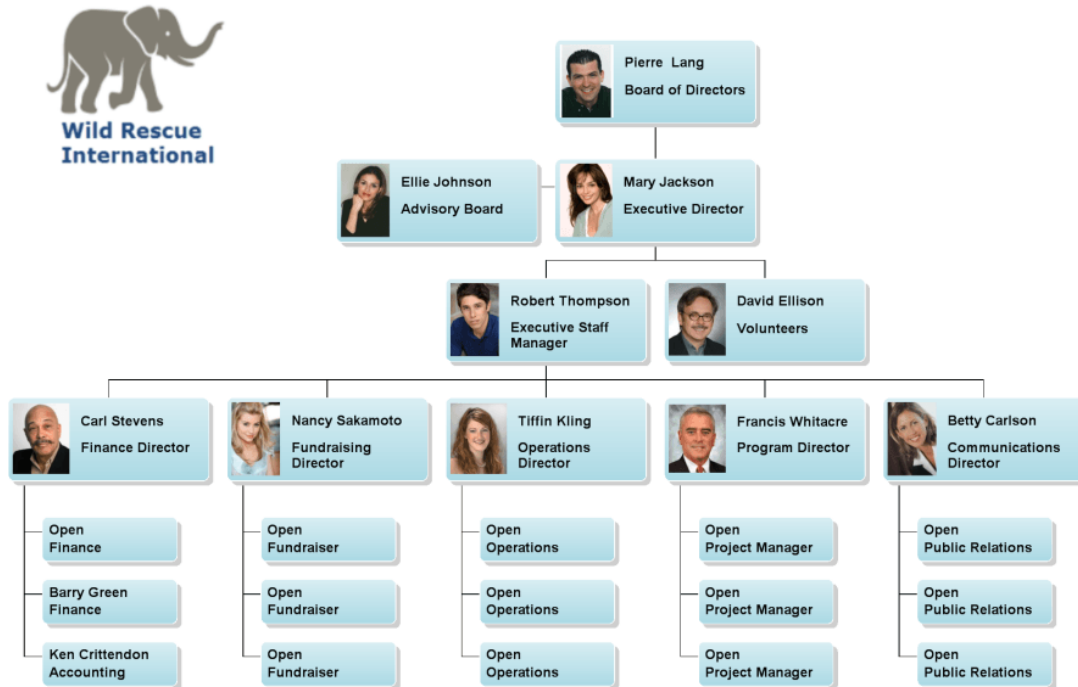 Wild Rescue
International
Pierre Lang
Board of Directors
Ellie Johnson
Advisory Board
Mary Jackson
Executive Director
Robert Thompson
Executive Staff
Manager
David Ellison
Volunteers
Carl Stevens
Finance Director
Nancy Sakamoto
Fundraising
Director
Tiffin Kling
Operations
Director
Francis Whitacre
Program Director
Betty Carlson
Communications
Director
Open
Finance
Barry Green
Finance
Ken Crittendon
Accounting
Open
Fundraiser
Open
Fundraiser
Open
Fundraiser
Open
Operations
Open
Operations
Open
Operations
Open
Project Manager
Open
Project Manager
Open
Project Manager
Open
Public Relations
Open
Public Relations
Open
Public Relations